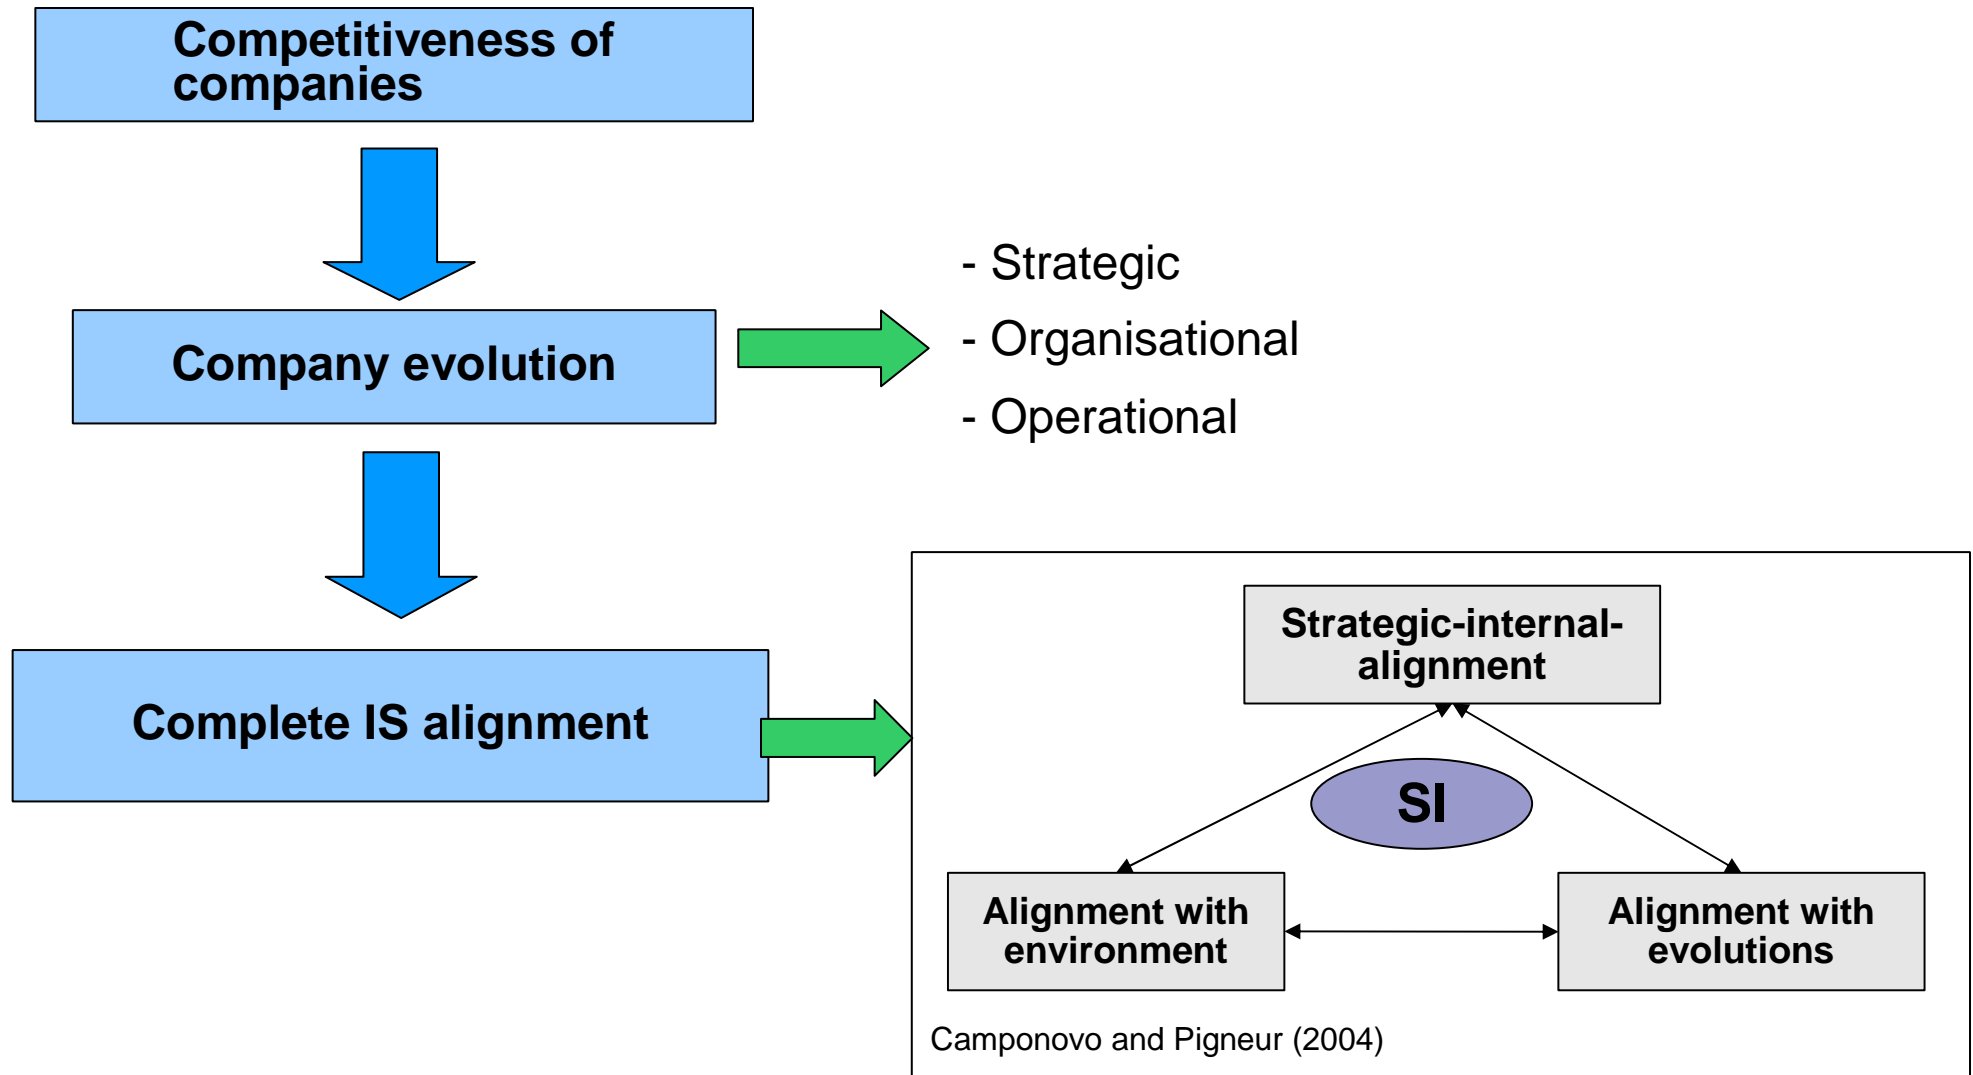 Competitiveness of
companies
Company evolution
- Strategic
- Organisational
- Operational
Complete IS alignment
Strategic-internal-
alignment
SI
Alignment with
environment
Alignment with
evolutions
Camponovo and Pigneur (2004)